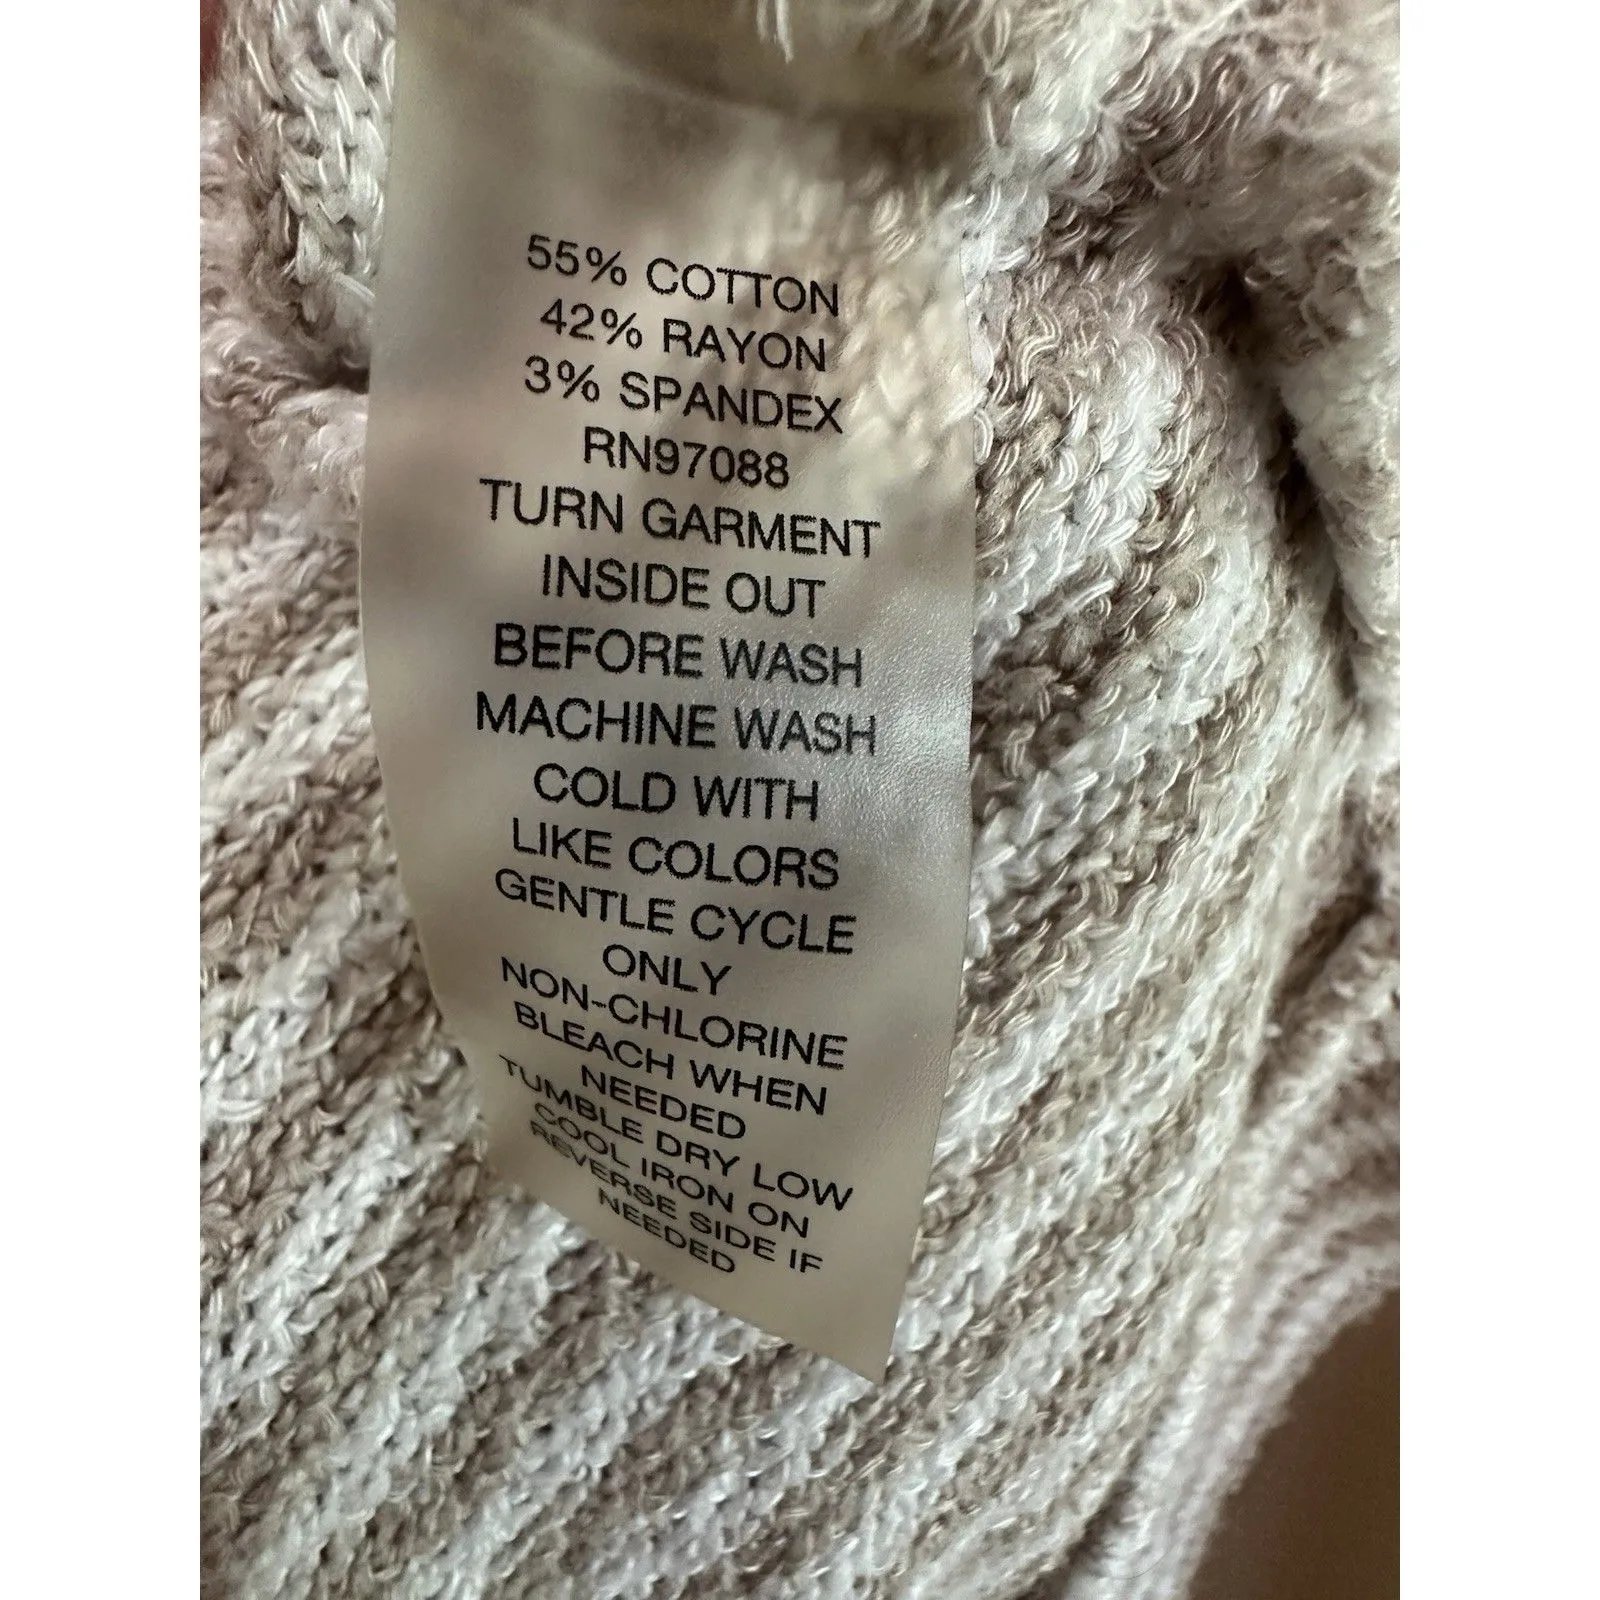 55% COTTON
42% RAYON
3% SPANDEX
RN97088
TURN GARMENT
INSIDE OUT
BEFORE WASH
MACHINE WASH
COLD WITH
LIKE COLORS
GENTLE CYCLE
ONLY
NON-CHLORINE
BLEACH WHEN
NEEDED
TUMBLE DRY LOW
COOL IRON ON
REVERSE SIDE IF
NEEDED